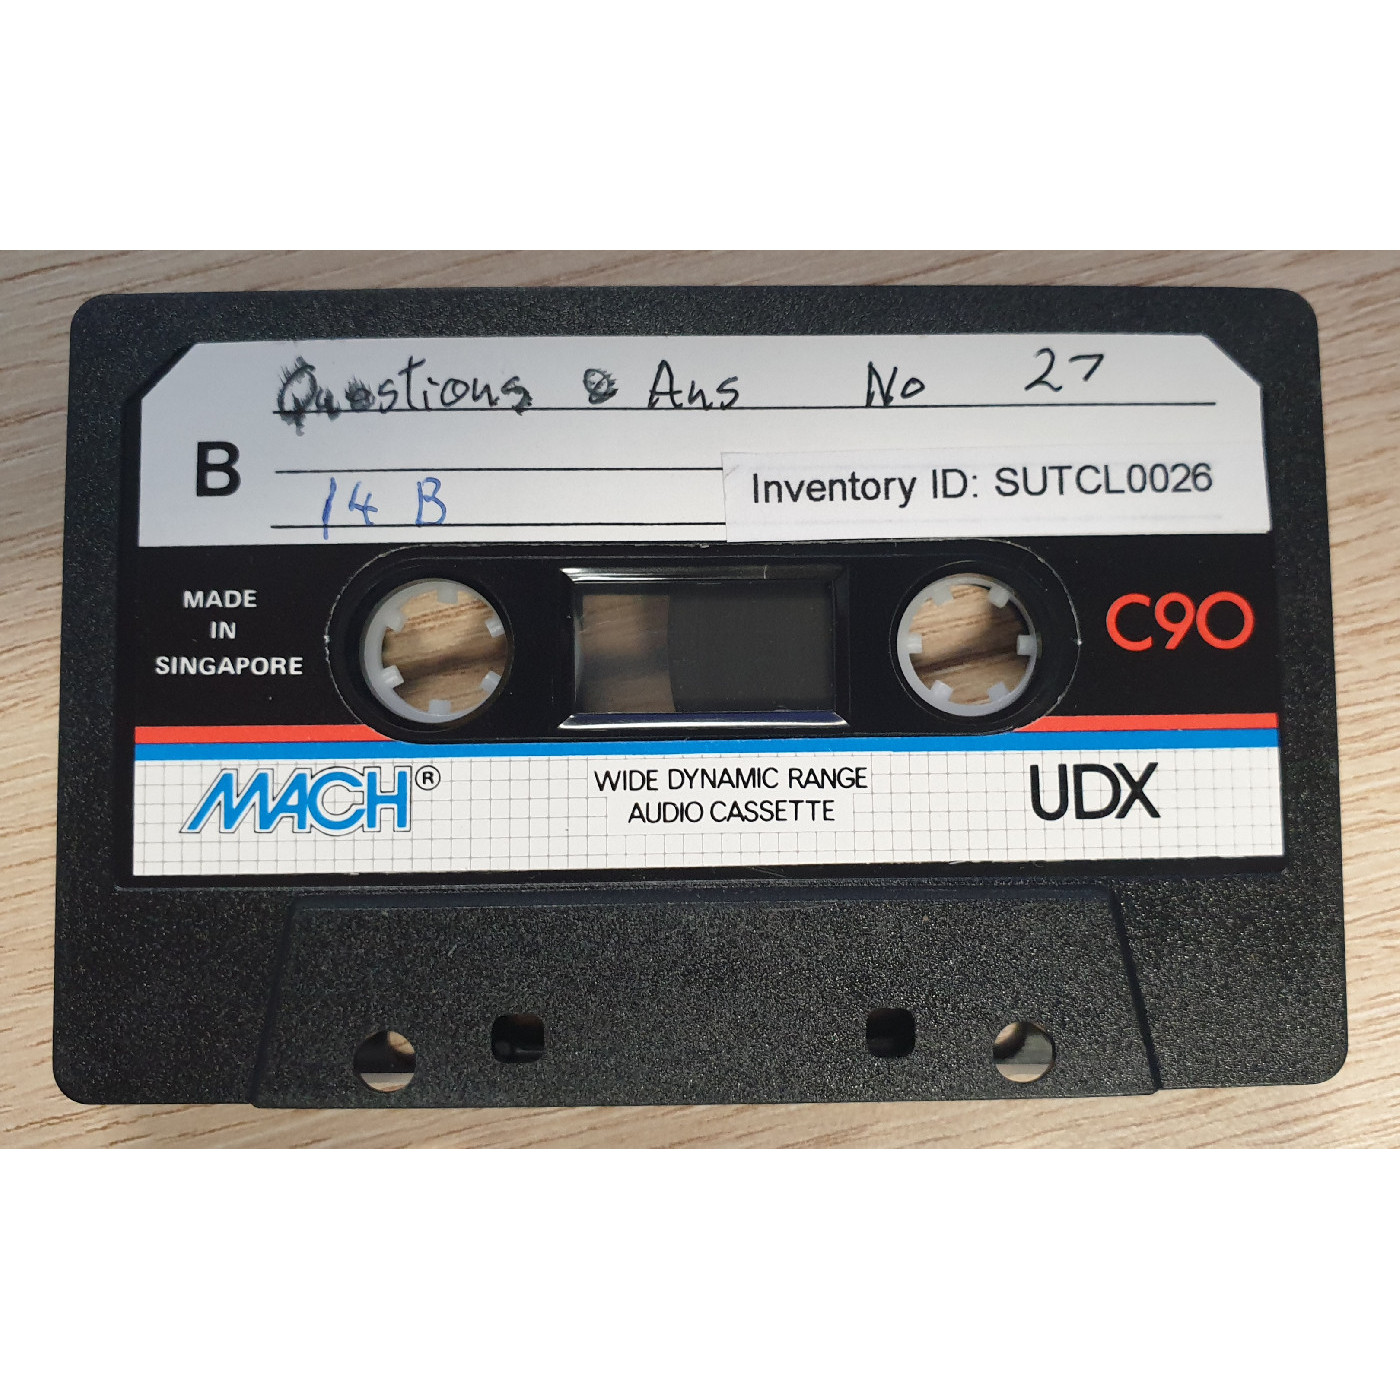 Questions & Ans No 27
B
14 B
Inventory ID: SUTCL0026
MADE
IN
SINGAPORE
C90
MACH®
WIDE DYNAMIC RANGE
AUDIO CASSETTE
UDX